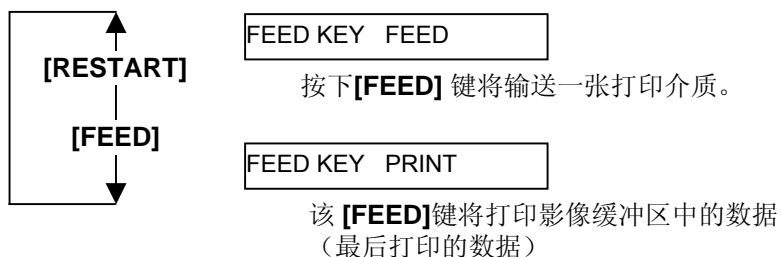 FEED KEY FEED
[RESTART]
按下[FEED] 键将输送一张打印介质。
[FEED]
FEED KEY PRINT
该 [FEED]键将打印影像缓冲区中的数据
（最后打印的数据）